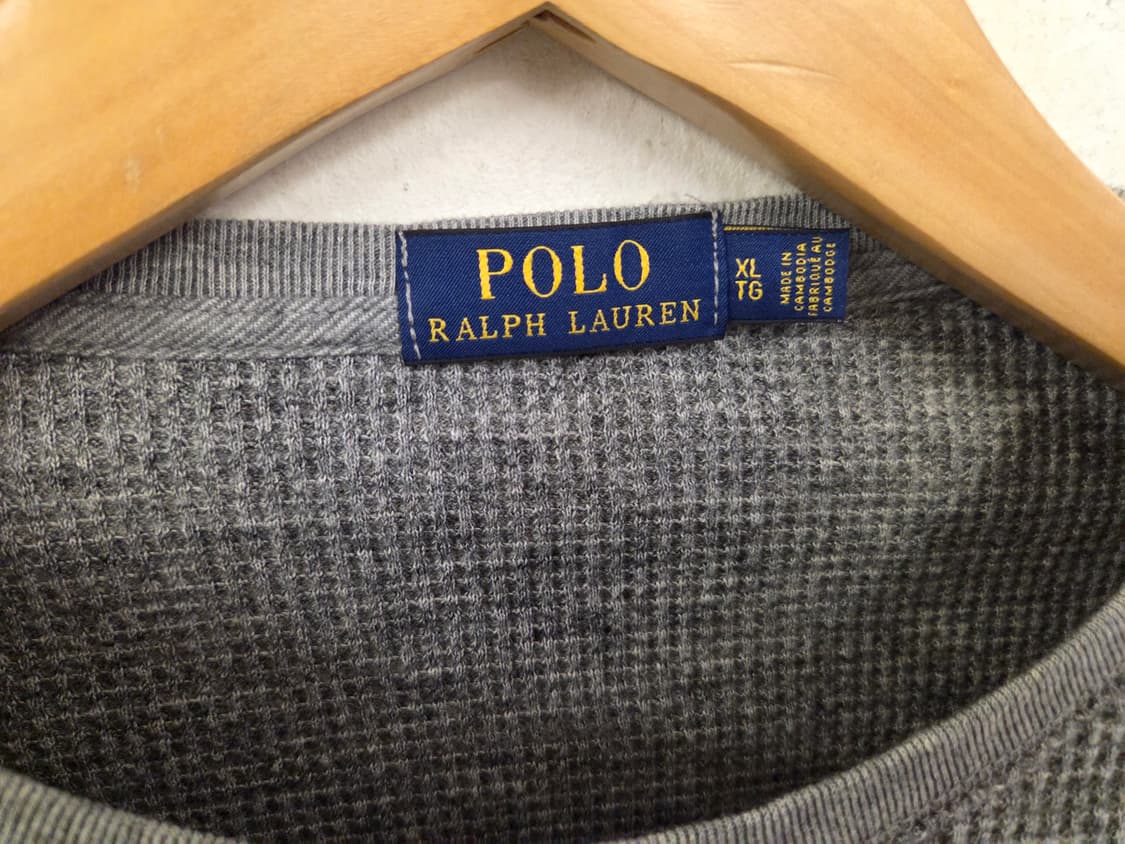 POLO
RALPH LAUREN
XL
TG
MADE IN
CAMBODIA
FABRIQUÉ AU
CAMBODGE